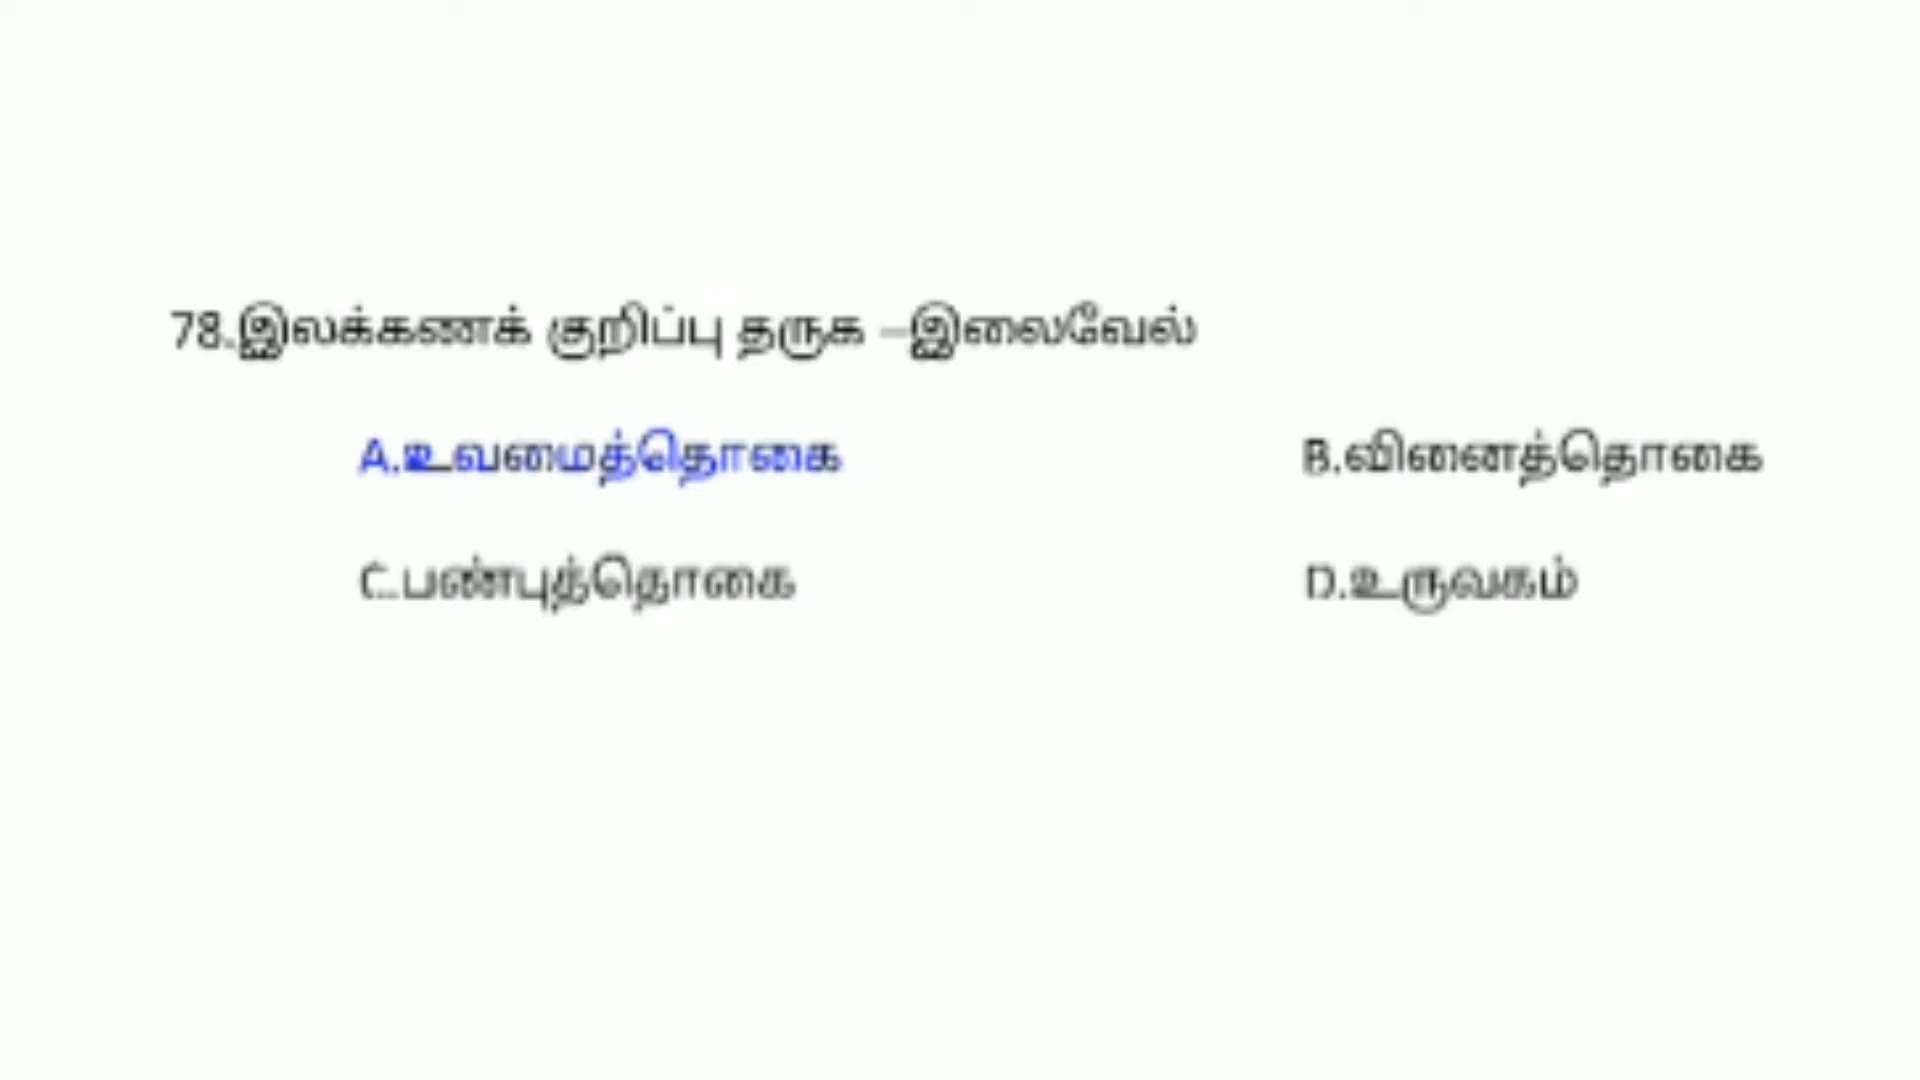 78.இலக்கணக் குறிப்பு தருக –இலைவேல்
A.உவமைத்தொகை B.வினைத்தொகை
C.பண்புத்தொகை D.உருவகம்